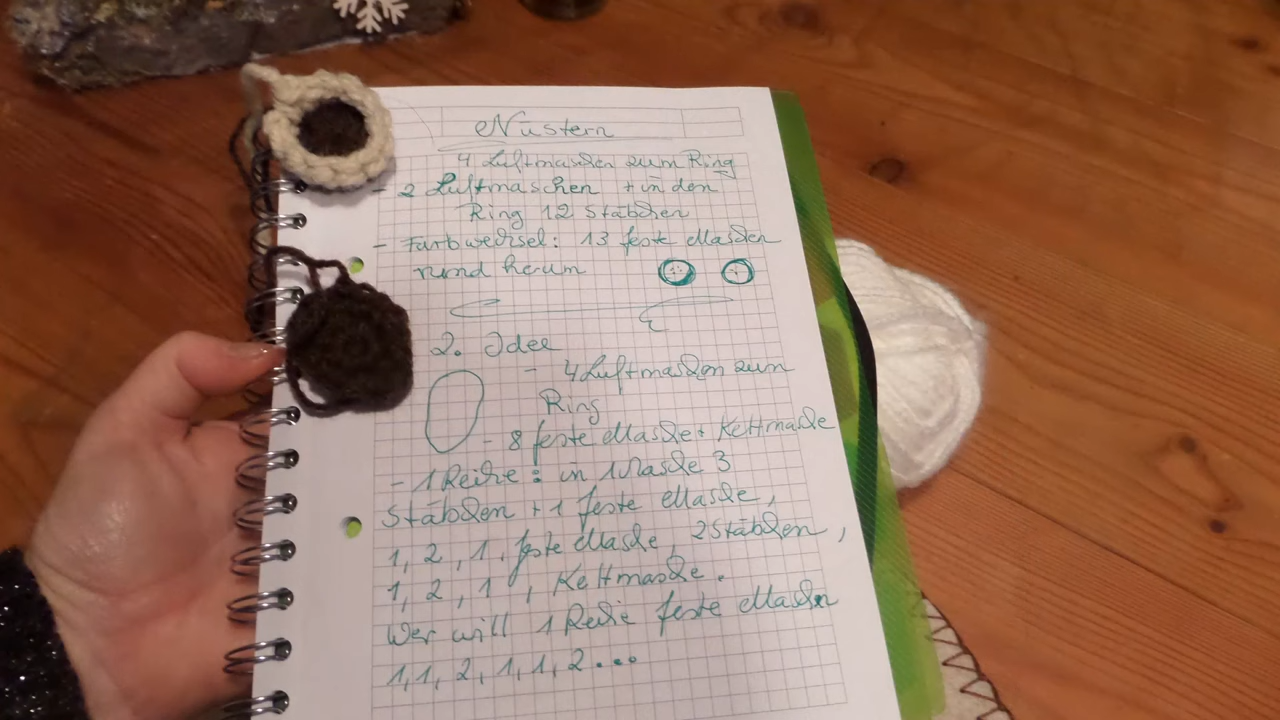 Nüstern
4 Luftmaschen zum Ring
- 2 Luftmaschen + in den
Ring 12 Stäbchen
- Farbwechsel: 13 feste Maschen
rund herum
2. Idee
- 4 Luftmaschen zum
Ring
- 8 feste Masche + Kettmasche
- 1 Reihe: in 1 Masche 3
Stäbchen + 1 feste Masche,
1, 2, 1, feste Masche, 2 Stäbchen,
1, 2, 1, Kettmasche.
Wer will 1 Reihe feste Maschen
1, 1, 2, 1, 1, 2...